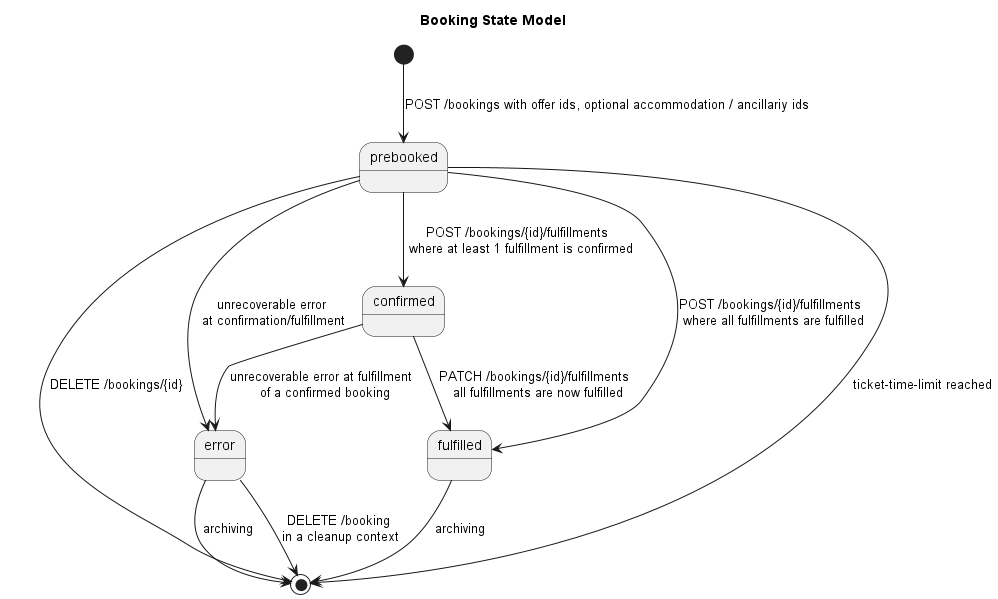 Booking State Model
POST /bookings with offer ids, optional accommodation / ancillariy ids
prebooked
POST /bookings/{id}/fulfillments
where at least 1 fulfillment is confirmed
confirmed
unrecoverable error
at confirmation/fulfillment
POST /bookings/{id}/fulfillments
where all fulfillments are fulfilled
DELETE /bookings/{id}
unrecoverable error at fulfillment
of a confirmed booking
PATCH /bookings/{id}/fulfillments
all fulfillments are now fulfilled
ticket-time-limit reached
error
fulfilled
archiving
DELETE /booking
in a cleanup context
archiving